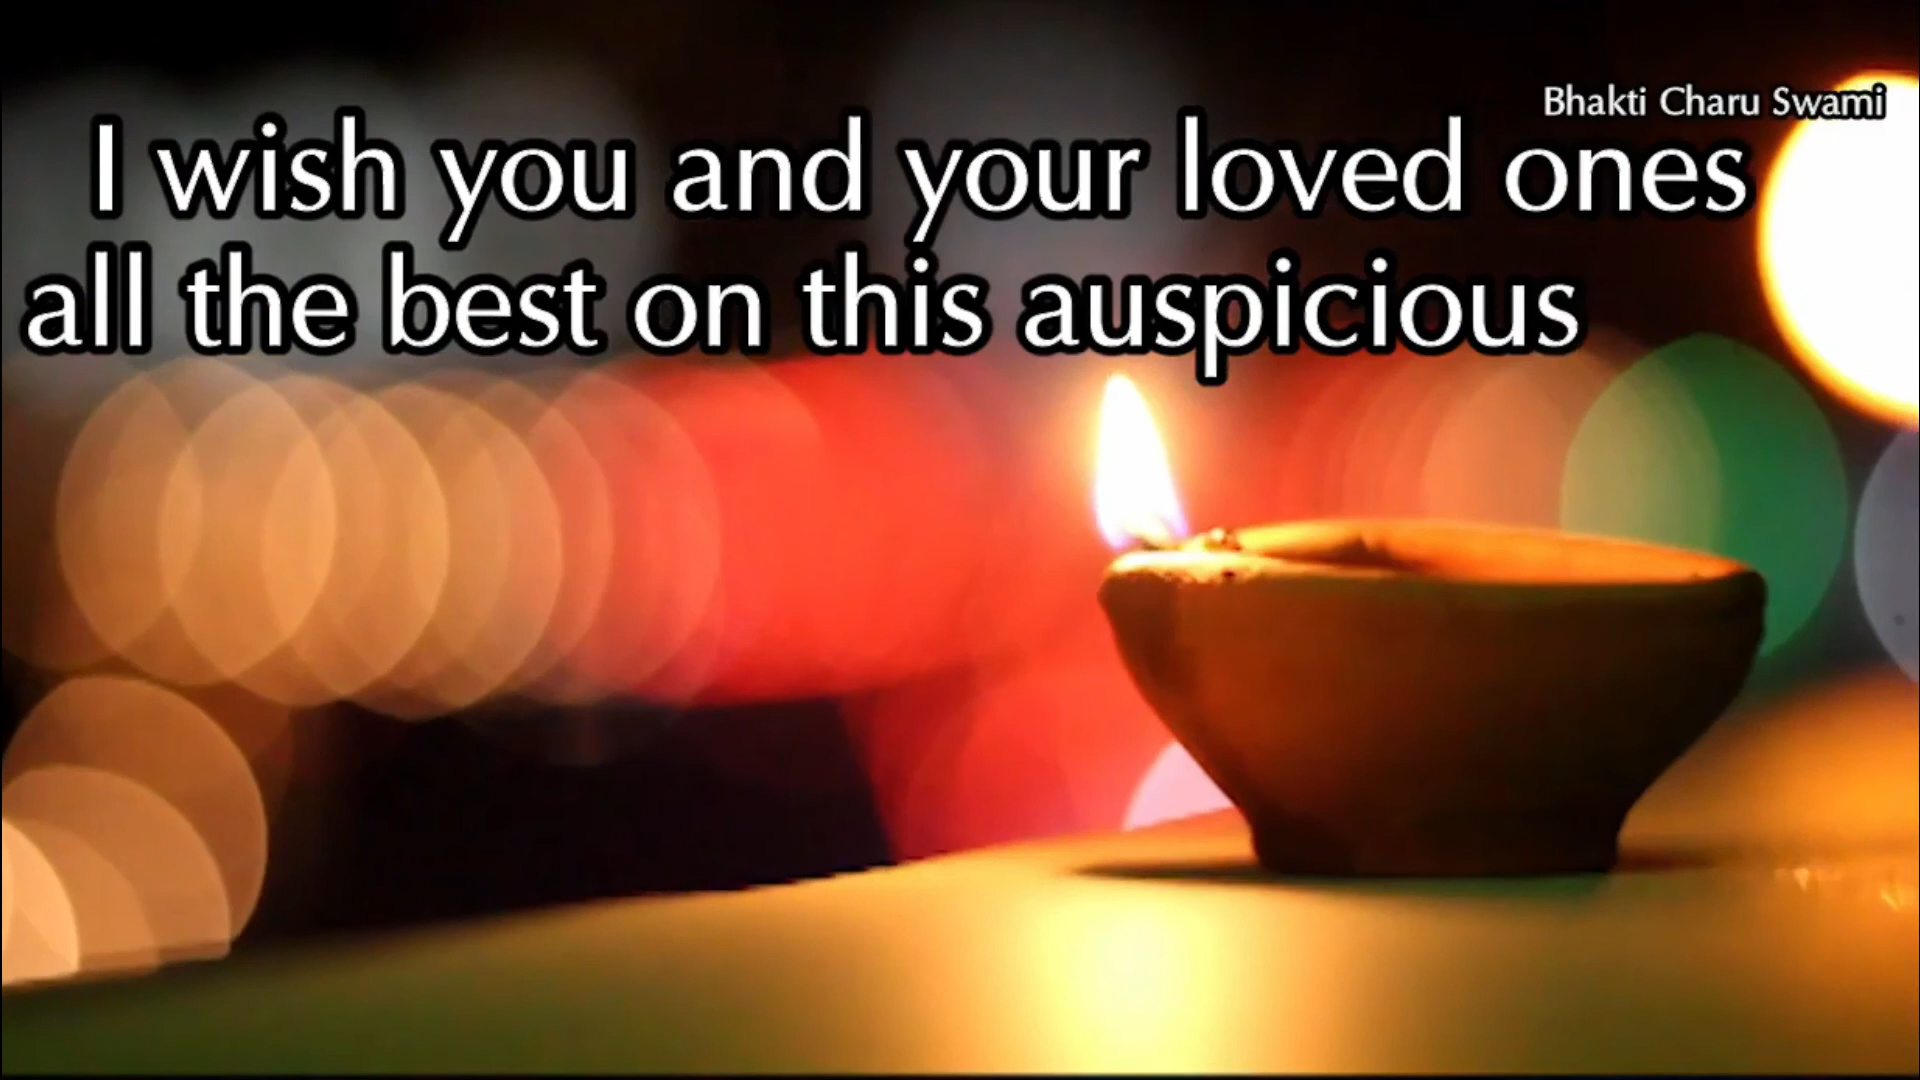 Bhakti Charu Swami
I wish you and your loved ones
all the best on this auspicious